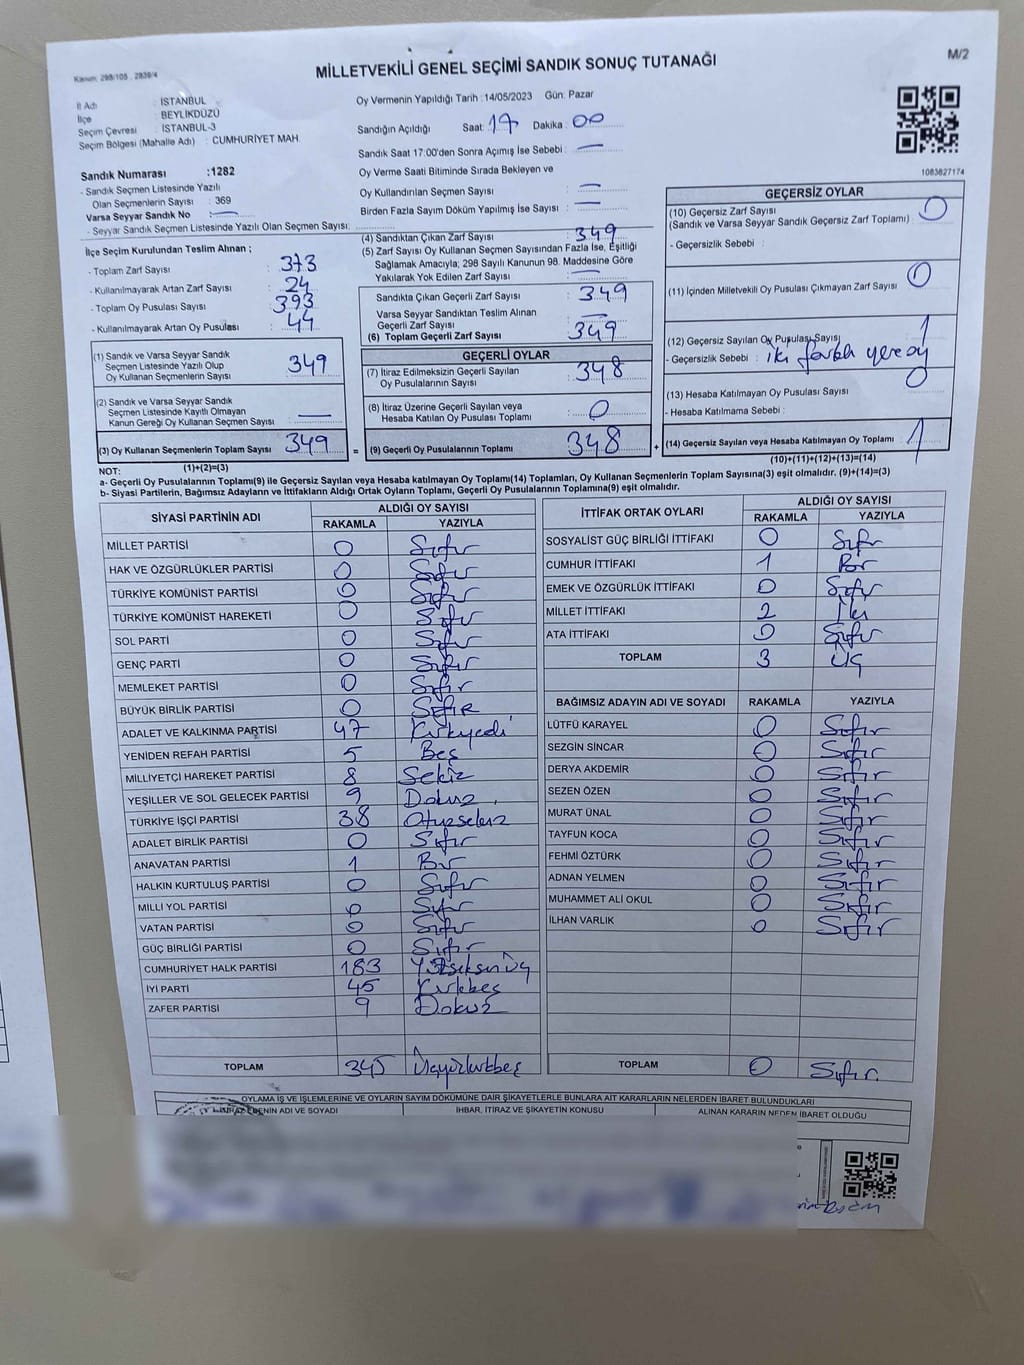 Kanun: 298/105 . 2839/4
MİLLETVEKİLİ GENEL SEÇİMİ SANDIK SONUÇ TUTANAĞI
M/2
İl Adı : İSTANBUL
İlçe : BEYLİKDÜZÜ
Seçim Çevresi : İSTANBUL-3
Seçim Bölgesi (Mahalle Adı) : CUMHURİYET MAH.
Oy Vermenin Yapıldığı Tarih :14/05/2023 Gün: Pazar
Sandığın Açıldığı Saat: 17 Dakika : 00
Sandık Saat 17:00'den Sonra Açımış İse Sebebi : —
Oy Verme Saati Bitiminde Sırada Bekleyen ve
Oy Kullandırılan Seçmen Sayısı : —
Birden Fazla Sayım Döküm Yapılmış İse Sayısı : —
Sandık Numarası :1282
- Sandık Seçmen Listesinde Yazılı
Olan Seçmenlerin Sayısı : 369
Varsa Seyyar Sandık No : —
- Seyyar Sandık Seçmen Listesinde Yazılı Olan Seçmen Sayısı:
İlçe Seçim Kurulundan Teslim Alınan ;
- Toplam Zarf Sayısı : 373
- Kullanılmayarak Artan Zarf Sayısı : 24
- Toplam Oy Pusulası Sayısı : 393
- Kullanılmayarak Artan Oy Pusulası : 44
(1) Sandık ve Varsa Seyyar Sandık
Seçmen Listesinde Yazılı Olup
Oy Kullanan Seçmenlerin Sayısı : 349
(2) Sandık ve Varsa Seyyar Sandık
Seçmen Listesinde Kayıtlı Olmayan
Kanun Gereği Oy Kullanan Seçmen Sayısı : —
(3) Oy Kullanan Seçmenlerin Toplam Sayısı : 349
(1)+(2)=(3)
(4) Sandıktan Çıkan Zarf Sayısı : 349
(5) Zarf Sayısı Oy Kullanan Seçmen Sayısından Fazla İse, Eşitliği
Sağlamak Amacıyla; 298 Sayılı Kanunun 98. Maddesine Göre
Yakılarak Yok Edilen Zarf Sayısı : —
Sandıkta Çıkan Geçerli Zarf Sayısı : 349
Varsa Seyyar Sandıktan Teslim Alınan
Geçerli Zarf Sayısı : —
(6) Toplam Geçerli Zarf Sayısı : 349
GEÇERLİ OYLAR
(7) İtiraz Edilmeksizin Geçerli Sayılan
Oy Pusulalarının Sayısı : 348
(8) İtiraz Üzerine Geçerli Sayılan veya
Hesaba Katılan Oy Pusulası Toplamı : 0
= (9) Geçerli Oy Pusulalarının Toplamı : 348 +
1083627174
GEÇERSİZ OYLAR
(10) Geçersiz Zarf Sayısı
(Sandık ve Varsa Seyyar Sandık Geçersiz Zarf Toplamı) : 0
- Geçersizlik Sebebi :
(11) İçinden Milletvekili Oy Pusulası Çıkmayan Zarf Sayısı : 0
(12) Geçersiz Sayılan Oy Pusulası Sayısı : 1
- Geçersizlik Sebebi : iki farklı yere oy
(13) Hesaba Katılmayan Oy Pusulası Sayısı : 0
- Hesaba Katılmama Sebebi :
(14) Geçersiz Sayılan veya Hesaba Katılmayan Oy Toplamı : 1
(10)+(11)+(12)+(13)=(14)
NOT:
a- Geçerli Oy Pusulalarının Toplamı(9) ile Geçersiz Sayılan veya Hesaba katılmayan Oy Toplamı(14) Toplamları, Oy Kullanan Seçmenlerin Toplam Sayısına(3) eşit olmalıdır. (9)+(14)=(3)
b- Siyasi Partilerin, Bağımsız Adayların ve İttifakların Aldığı Ortak Oyların Toplamı, Geçerli Oy Pusulalarının Toplamına(9) eşit olmalıdır.
SİYASİ PARTİNİN ADI ALDIĞI OY SAYISI
RAKAMLA YAZIYLA
MİLLET PARTİSİ 0 Sıfır
HAK VE ÖZGÜRLÜKLER PARTİSİ 0 Sıfır
TÜRKİYE KOMÜNİST PARTİSİ 0 Sıfır
TÜRKİYE KOMÜNİST HAREKETİ 0 Sıfır
SOL PARTİ 0 Sıfır
GENÇ PARTİ 0 Sıfır
MEMLEKET PARTİSİ 0 Sıfır
BÜYÜK BİRLİK PARTİSİ 0 SıfıR
ADALET VE KALKINMA PARTİSİ 47 Kırkyedi
YENİDEN REFAH PARTİSİ 5 Beş
MİLLİYETÇİ HAREKET PARTİSİ 8 Sekiz
YEŞİLLER VE SOL GELECEK PARTİSİ 9 Dokuz
TÜRKİYE İŞÇİ PARTİSİ 38 Otuzsekiz
ADALET BİRLİK PARTİSİ 0 Sıfır
ANAVATAN PARTİSİ 1 Bir
HALKIN KURTULUŞ PARTİSİ 0 Sıfır
MİLLİ YOL PARTİSİ 0 Sıfır
VATAN PARTİSİ 0 Sıfır
GÜÇ BİRLİĞİ PARTİSİ 0 Sıfır
CUMHURİYET HALK PARTİSİ 183 Yüzseksenüç
İYİ PARTİ 45 Kırkbeş
ZAFER PARTİSİ 9 Dokuz
TOPLAM 345 Üçyüzkırkbeş
İTTİFAK ORTAK OYLARI ALDIĞI OY SAYISI
RAKAMLA YAZIYLA
SOSYALİST GÜÇ BİRLİĞİ İTTİFAKI 0 Sıfır
CUMHUR İTTİFAKI 1 Bir
EMEK VE ÖZGÜRLÜK İTTİFAKI 0 Sıfır
MİLLET İTTİFAKI 2 İki
ATA İTTİFAKI 0 Sıfır
TOPLAM 3 Üç
BAĞIMSIZ ADAYIN ADI VE SOYADI RAKAMLA YAZIYLA
LÜTFÜ KARAYEL 0 Sıfır
SEZGİN SİNCAR 0 Sıfır
DERYA AKDEMİR 0 Sıfır
SEZEN ÖZEN 0 Sıfır
MURAT ÜNAL 0 Sıfır
TAYFUN KOCA 0 Sıfır
FEHMİ ÖZTÜRK 0 Sıfır
ADNAN YELMEN 0 Sıfır
MUHAMMET ALİ OKUL 0 Sıfır
İLHAN VARLIK 0 Sıfır
TOPLAM 0 Sıfır.
OYLAMA İŞ VE İŞLEMLERİNE VE OYLARIN SAYIM DÖKÜMÜNE DAİR ŞİKAYETLERLE BUNLARA AİT KARARLARIN NELERDEN İBARET BULUNDUKLARI
EDENİN ADI VE SOYADI İHBAR, İTİRAZ VE ŞİKAYETİN KONUSU ALINAN KARARIN NEDEN İBARET OLDUĞU